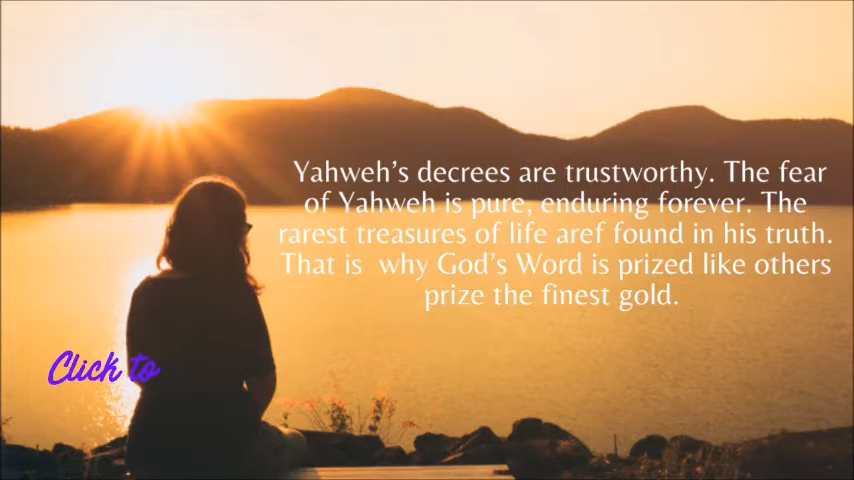 Yahweh’s decrees are trustworthy. The fear
of Yahweh is pure, enduring forever. The
rarest treasures of life aref found in his truth.
That is  why God’s Word is prized like others
prize the finest gold.
Click to